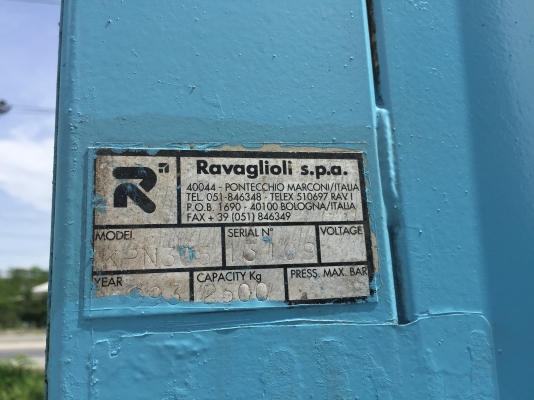 R
Ravaglioli s.p.a.
40044 - PONTECCHIO MARCONI/ITALIA
TEL. 051-846348 - TELEX 510697 RAV I
P.O.B. 1690 - 40100 BOLOGNA/ITALIA
FAX + 39 (051) 846349
MODEL SERIAL N° VOLTAGE
YEAR CAPACITY Kg PRESS. MAX. BAR
2500